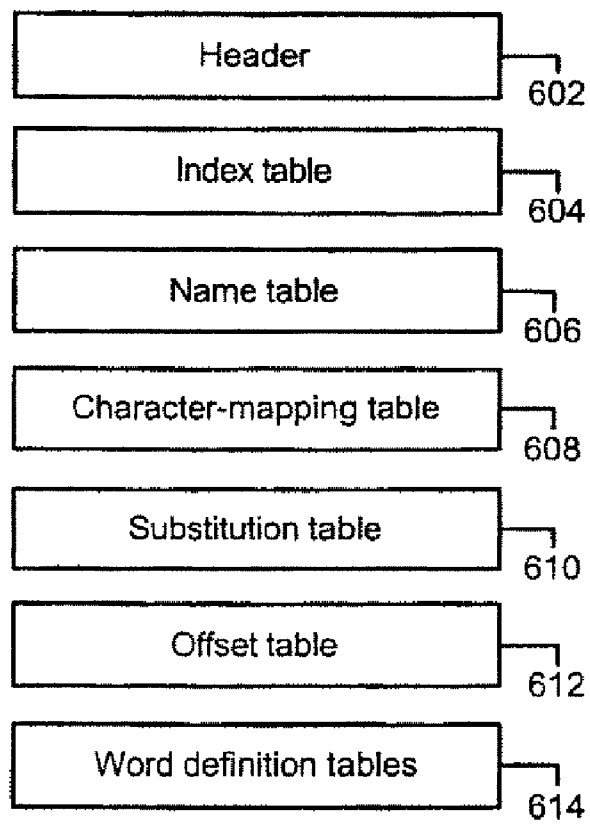 Header
602
Index table
604
Name table
606
Character-mapping table
608
Substitution table
610
Offset table
612
Word definition tables
614